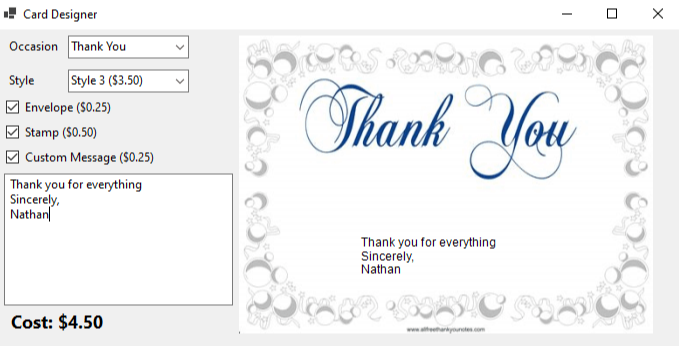 Card Designer
Occasion
Thank You
Style
Style 3 ($3.50)
Envelope ($0.25)
Stamp ($0.50)
Custom Message ($0.25)
Thank you for everything
Sincerely,
Nathan
Cost: $4.50
Thank You
Thank you for everything
Sincerely,
Nathan
www.allfreethankyounotes.com